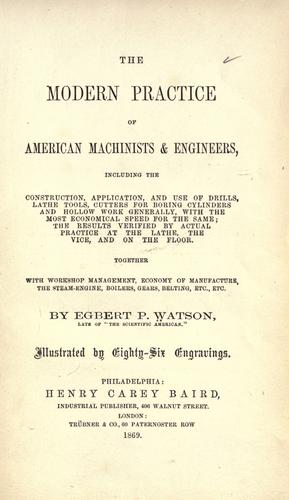 THE
MODERN PRACTICE
OF
AMERICAN MACHINISTS & ENGINEERS,
INCLUDING THE
CONSTRUCTION, APPLICATION, AND USE OF DRILLS,
LATHE TOOLS, CUTTERS FOR BORING CYLINDERS
AND HOLLOW WORK GENERALLY, WITH THE
MOST ECONOMICAL SPEED FOR THE SAME;
THE RESULTS VERIFIED BY ACTUAL
PRACTICE AT THE LATHE, THE
VICE, AND ON THE FLOOR.
TOGETHER
WITH WORKSHOP MANAGEMENT, ECONOMY OF MANUFACTURE,
THE STEAM-ENGINE, BOILERS, GEARS, BELTING, ETC., ETC.
BY EGBERT P. WATSON,
LATE OF "THE SCIENTIFIC AMERICAN."
Illustrated by Eighty-Six Engravings.
PHILADELPHIA:
HENRY CAREY BAIRD,
INDUSTRIAL PUBLISHER, 406 WALNUT STREET.
LONDON:
TRÜBNER & CO., 60 PATERNOSTER ROW
1869.